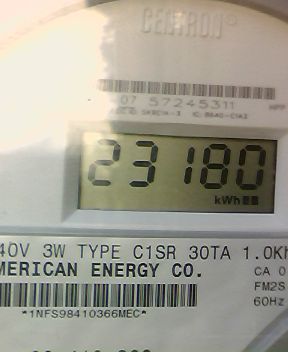 CENTRON®
07 57245311
23180
kWh
40V 3W TYPE C1SR 30TA 1.0Kh
MERICAN ENERGY CO.
CA 0
FM2S
60Hz
*1NFS98410366MEC*